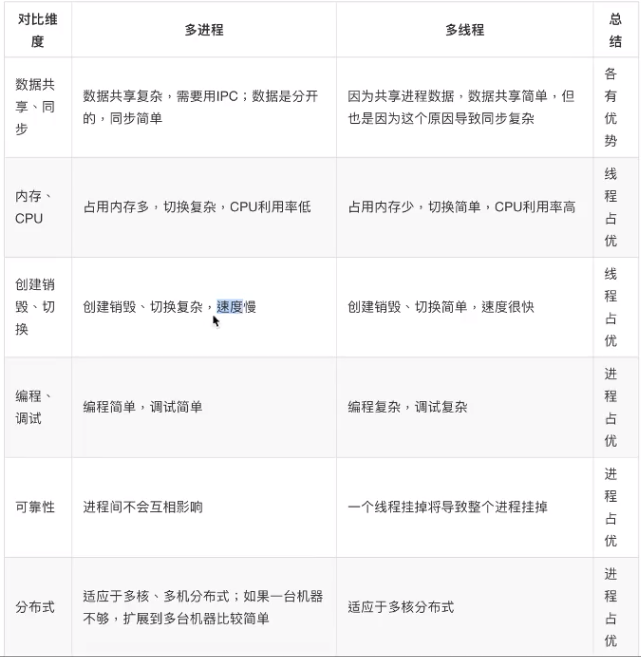 对比维
度
多进程
多线程
总
结
数据共
享、同
步
数据共享复杂，需要用IPC；数据是分开
的，同步简单
因为共享进程数据，数据共享简单，但
也是因为这个原因导致同步复杂
各
有
优
势
内存、
CPU
占用内存多，切换复杂，CPU利用率低
占用内存少，切换简单，CPU利用率高
线
程
占
优
创建销
毁、切
换
创建销毁、切换复杂，速度慢
创建销毁、切换简单，速度很快
线
程
占
优
编程、
调试
编程简单，调试简单
编程复杂，调试复杂
进
程
占
优
可靠性
进程间不会互相影响
一个线程挂掉将导致整个进程挂掉
进
程
占
优
分布式
适应于多核、多机分布式；如果一台机器
不够，扩展到多台机器比较简单
适应于多核分布式
进
程
占
优